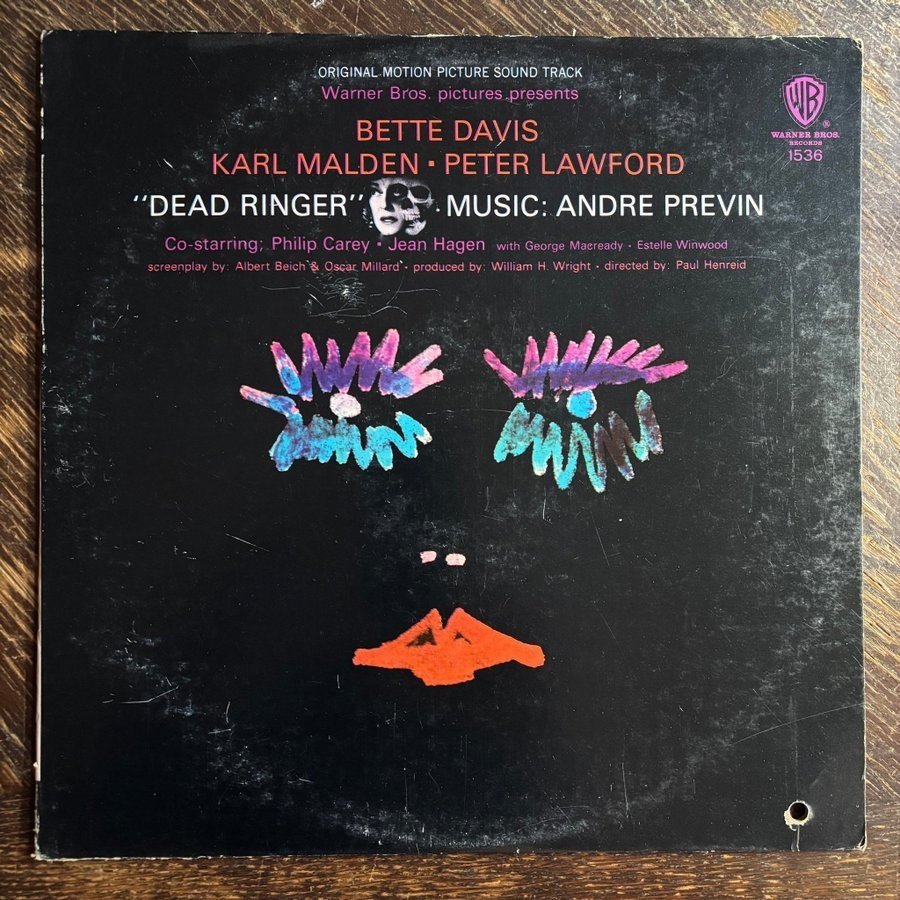 ORIGINAL MOTION PICTURE SOUND TRACK
Warner Bros. pictures presents
WB
®
WARNER BROS.
RECORDS
1536
BETTE DAVIS
KARL MALDEN • PETER LAWFORD
"DEAD RINGER" MUSIC: ANDRE PREVIN
Co-starring; Philip Carey • Jean Hagen with George Macready • Estelle Winwood
screenplay by: Albert Beich & Oscar Millard • produced by: William H. Wright • directed by: Paul Henreid